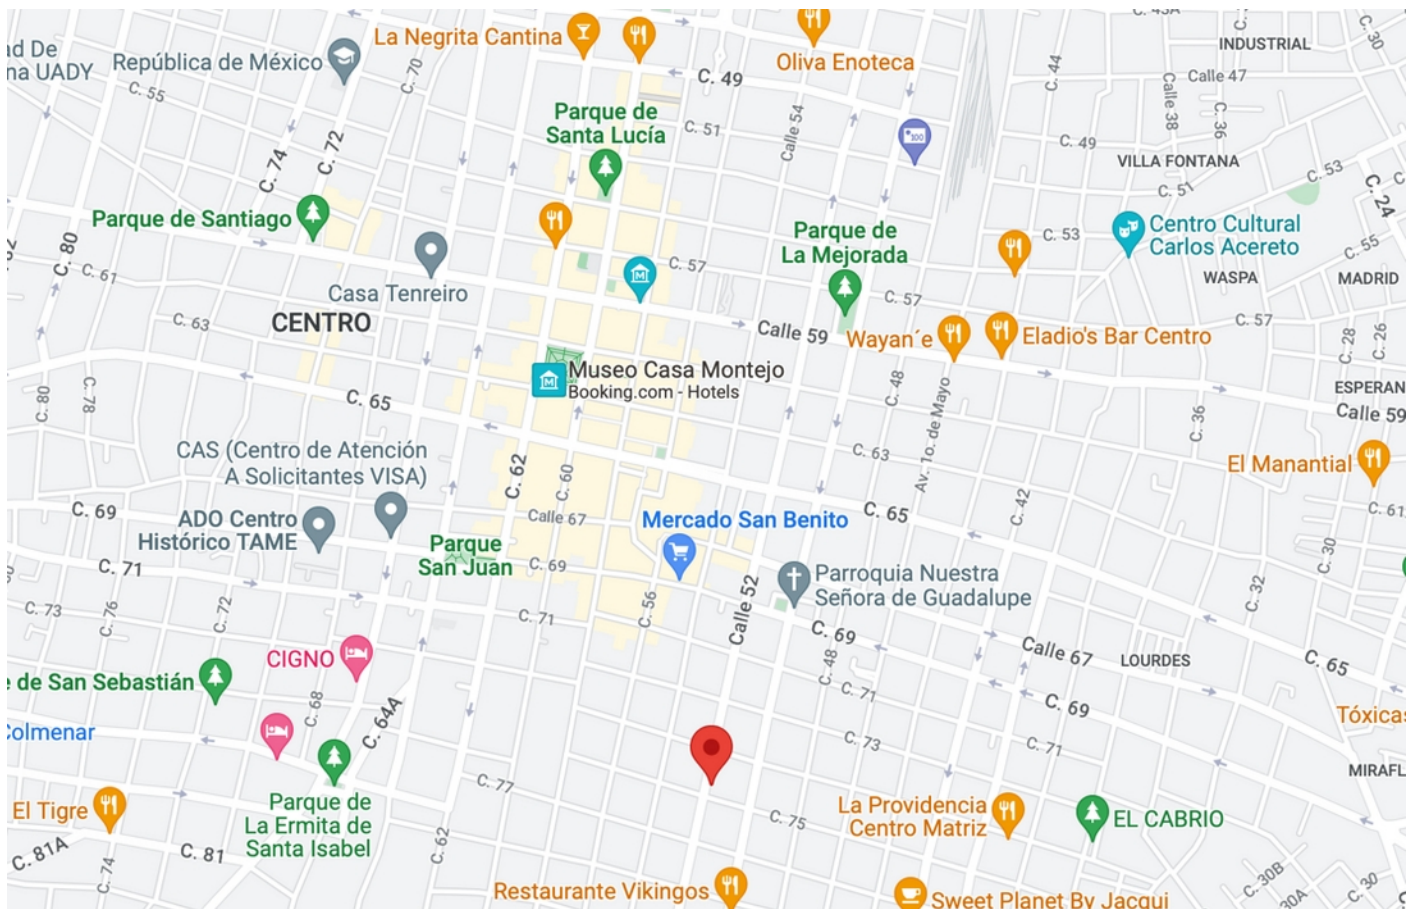 C. 43A
C. 30
La Negrita Cantina
C. 44
INDUSTRIAL
ad De
na UADY
República de México
Oliva Enoteca
C. 49
Calle 47
C. 70
C. 55
Parque de
Santa Lucía
C. 51
Calle 54
Calle 38
C. 36
100
C. 49
C. 72
C. 74
VILLA FONTANA
C. 53
C. 51
C. 24
Parque de Santiago
Parque de
La Mejorada
C. 53
Centro Cultural
Carlos Acereto
C. 80
C. 55
C. 61
C. 57
WASPA
MADRID
Casa Tenreiro
C. 57
C. 63
CENTRO
Calle 59
Wayan´e
Eladio's Bar Centro
C. 57
C. 28
C. 26
Museo Casa Montejo
Booking.com - Hotels
C. 48
C. 80
C. 78
C. 65
Av. 1o. de Mayo
C. 36
ESPERAN
Calle 59
CAS (Centro de Atención
A Solicitantes VISA)
C. 62
C. 60
C. 63
El Manantial
C. 69
ADO Centro
Histórico TAME
Calle 67
Mercado San Benito
C. 65
C. 42
C. 61
Parque
San Juan
C. 69
C. 71
C. 30
Parroquia Nuestra
Señora de Guadalupe
C. 73
C. 76
C. 72
C. 71
C. 56
Calle 52
C. 32
C. 69
Calle 67
LOURDES
C. 65
CIGNO
e de San Sebastián
C. 68
C. 64A
C. 48
C. 71
C. 69
Colmenar
C. 73
C. 71
Tóxicas
MIRAFL
El Tigre
Parque de
La Ermita de
Santa Isabel
C. 77
C. 75
La Providencia
Centro Matriz
EL CABRIO
C. 81A
C. 81
C. 62
C. 74
Restaurante Vikingos
Sweet Planet By Jacqui
C. 30B
C. 30A
C. 30